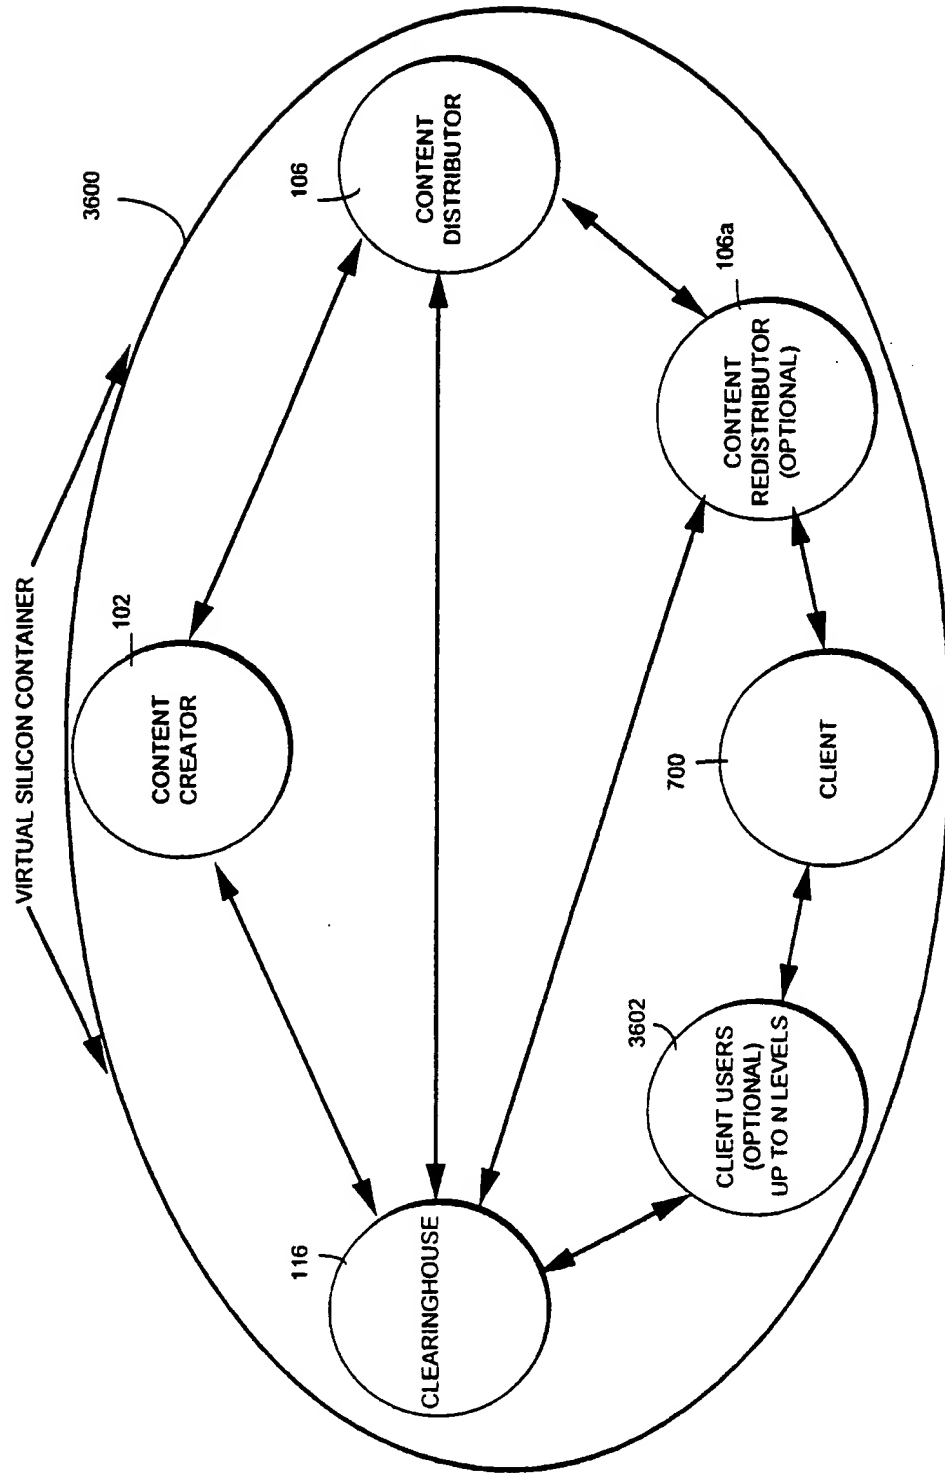 VIRTUAL SILICON CONTAINER
3600
102
CONTENT
CREATOR
106
CONTENT
DISTRIBUTOR
116
CLEARINGHOUSE
106a
CONTENT
REDISTRIBUTOR
(OPTIONAL)
3602
CLIENT USERS
(OPTIONAL)
UP TO N LEVELS
700
CLIENT